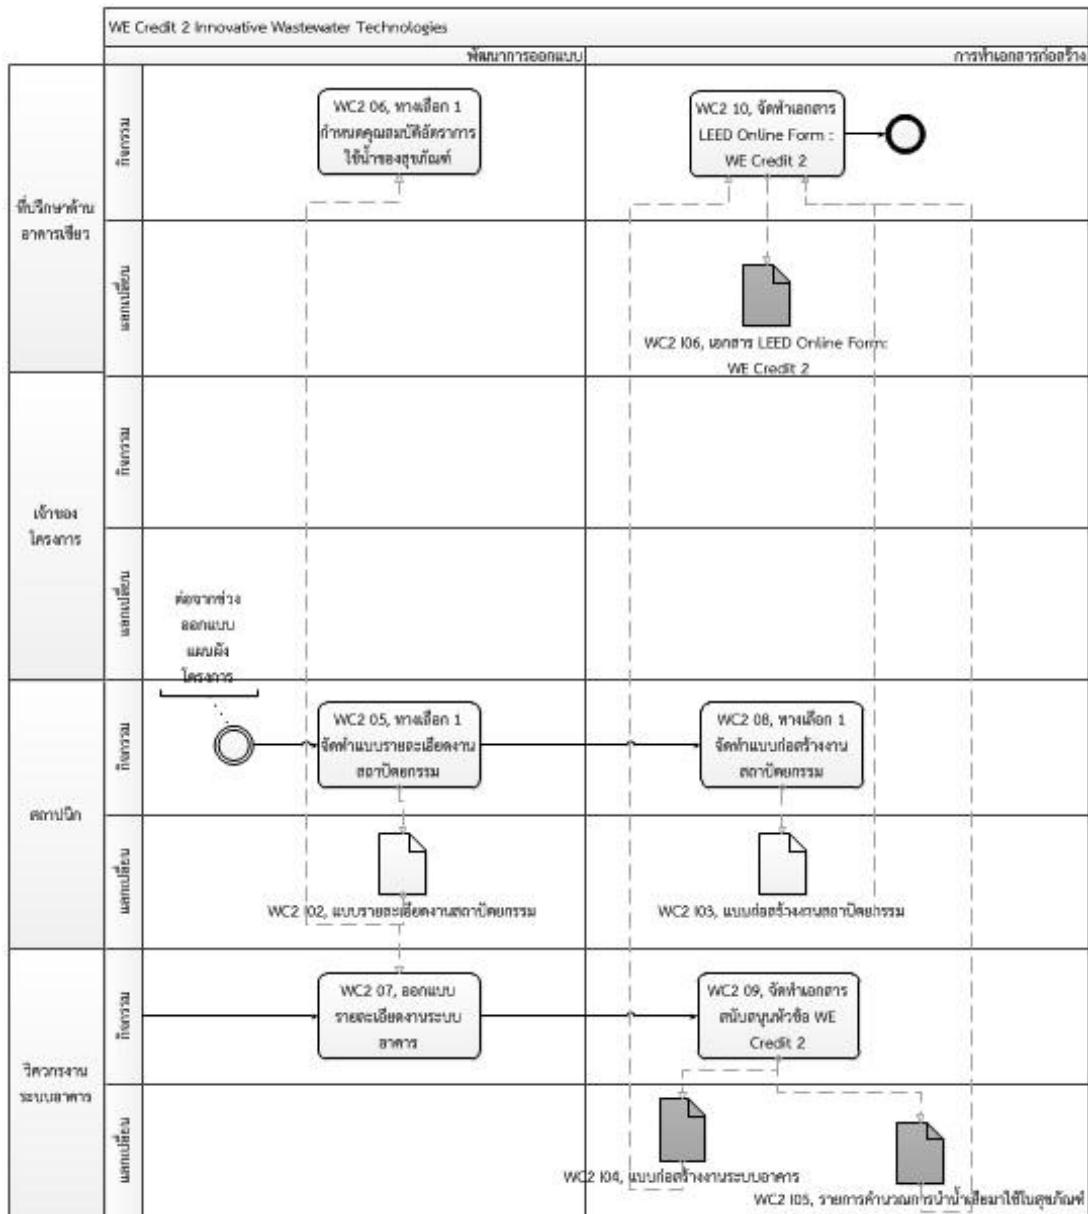 WE Credit 2 Innovative Wastewater Technologies
พัฒนาการออกแบบ
การทำเอกสารก่อสร้าง
ที่ปรึกษาด้าน
อาคารเขียว
กิจกรรม
WC2 06, ทางเลือก 1
กำหนดคุณสมบัติอัตราการ
ใช้น้ำของสุขภัณฑ์
WC2 10, จัดทำเอกสาร
LEED Online Form :
WE Credit 2
แลกเปลี่ยน
WC2 I06, เอกสาร LEED Online Form:
WE Credit 2
เจ้าของ
โครงการ
กิจกรรม
แลกเปลี่ยน
ต่อจากช่วง
ออกแบบ
แผนผัง
โครงการ
สถาปนิก
กิจกรรม
WC2 05, ทางเลือก 1
จัดทำแบบรายละเอียดงาน
สถาปัตยกรรม
WC2 08, ทางเลือก 1
จัดทำแบบก่อสร้างงาน
สถาปัตยกรรม
แลกเปลี่ยน
WC2 I02, แบบรายละเอียดงานสถาปัตยกรรม
WC2 I03, แบบก่อสร้างงานสถาปัตยกรรม
วิศวกรงาน
ระบบอาคาร
กิจกรรม
WC2 07, ออกแบบ
รายละเอียดงานระบบ
อาคาร
WC2 09, จัดทำเอกสาร
สนับสนุนหัวข้อ WE
Credit 2
แลกเปลี่ยน
WC2 I04, แบบก่อสร้างงานระบบอาคาร
WC2 I05, รายการคำนวณการนำน้ำเสียมาใช้ในสุขภัณฑ์